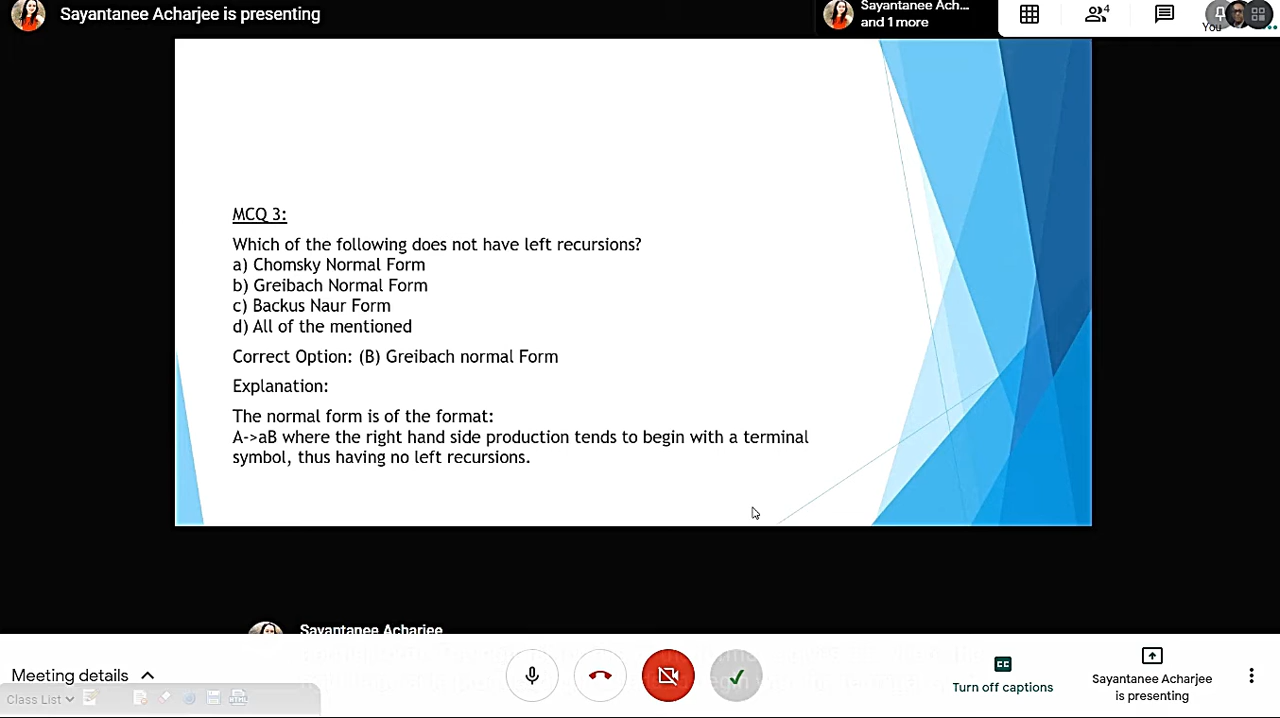 Sayantanee Acharjee is presenting
Sayantanee Ach...
and 1 more
4
You
MCQ 3:
Which of the following does not have left recursions?
a) Chomsky Normal Form
b) Greibach Normal Form
c) Backus Naur Form
d) All of the mentioned
Correct Option: (B) Greibach normal Form
Explanation:
The normal form is of the format:
A->aB where the right hand side production tends to begin with a terminal
symbol, thus having no left recursions.
Sayantanee Acharjee
Meeting details
Class List
CC
Turn off captions
Sayantanee Acharjee
is presenting